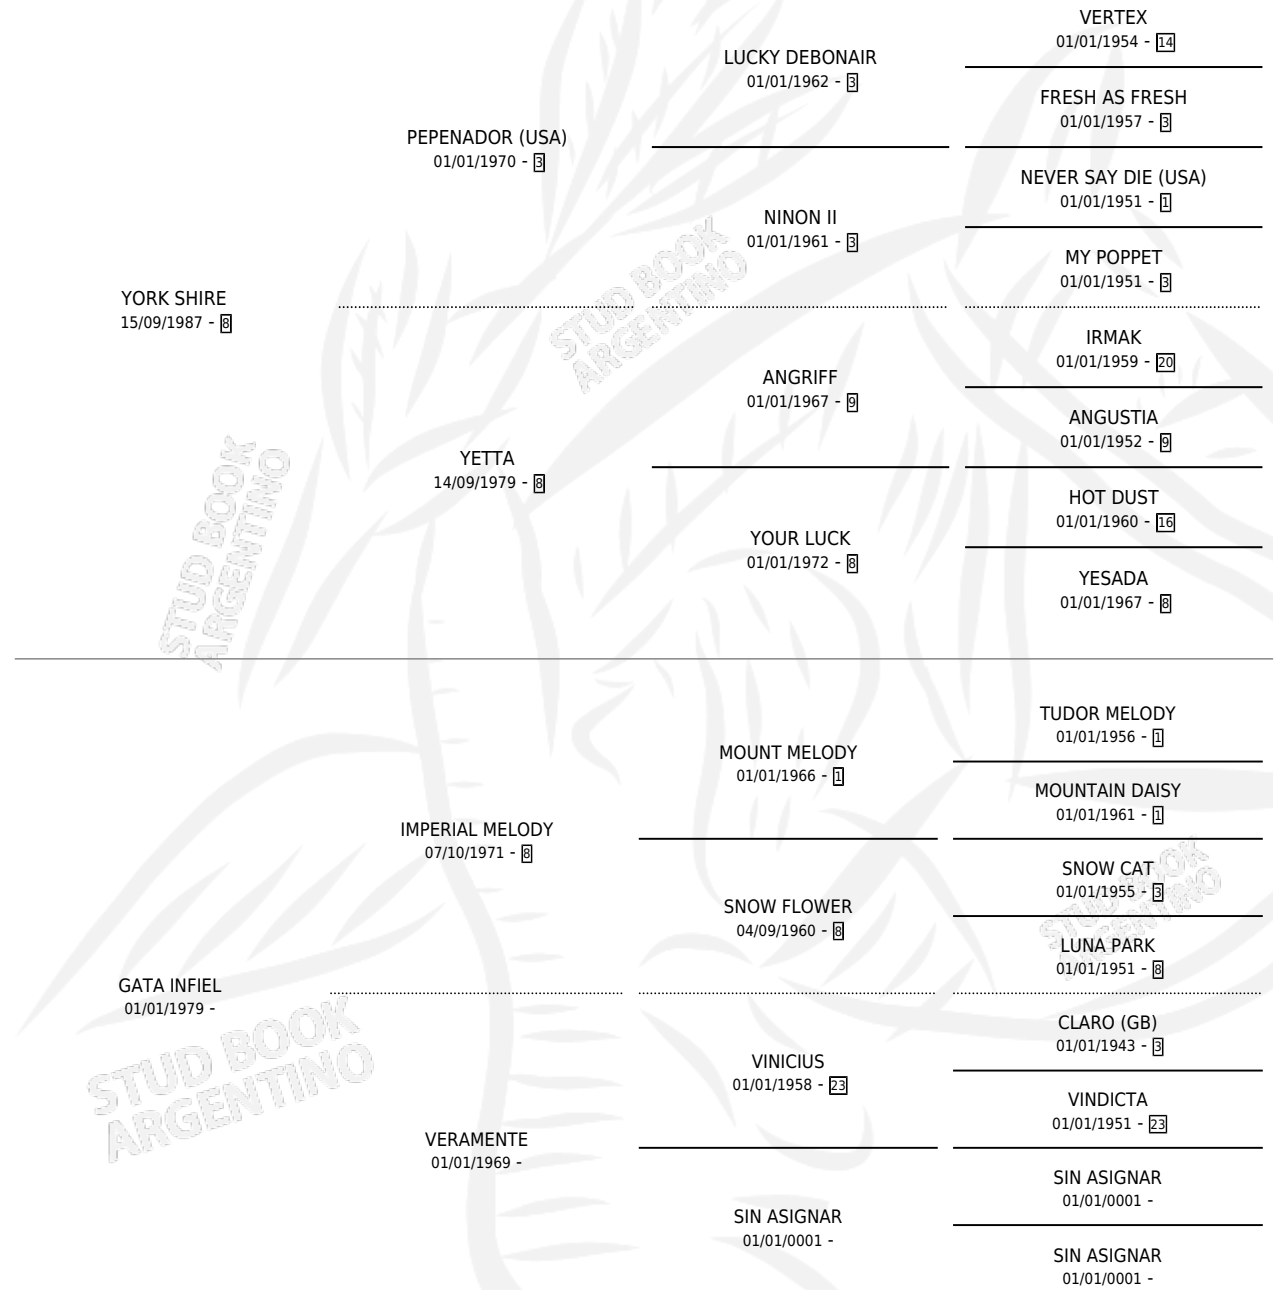 VERTEX
01/01/1954 - 14
LUCKY DEBONAIR
01/01/1962 - 3
FRESH AS FRESH
01/01/1957 - 3
PEPENADOR (USA)
01/01/1970 - 3
NEVER SAY DIE (USA)
01/01/1951 - 1
NINON II
01/01/1961 - 3
MY POPPET
01/01/1951 - 3
YORK SHIRE
15/09/1987 - 8
IRMAK
01/01/1959 - 20
ANGRIFF
01/01/1967 - 9
ANGUSTIA
01/01/1952 - 9
YETTA
14/09/1979 - 8
HOT DUST
01/01/1960 - 16
YOUR LUCK
01/01/1972 - 8
YESADA
01/01/1967 - 8
TUDOR MELODY
01/01/1956 - 1
MOUNT MELODY
01/01/1966 - 1
MOUNTAIN DAISY
01/01/1961 - 1
IMPERIAL MELODY
07/10/1971 - 8
SNOW CAT
01/01/1955 - 3
SNOW FLOWER
04/09/1960 - 8
LUNA PARK
01/01/1951 - 8
GATA INFIEL
01/01/1979 -
CLARO (GB)
01/01/1943 - 3
VINICIUS
01/01/1958 - 23
VINDICTA
01/01/1951 - 23
VERAMENTE
01/01/1969 -
SIN ASIGNAR
01/01/0001 -
SIN ASIGNAR
01/01/0001 -
SIN ASIGNAR
01/01/0001 -
STUD BOOK
ARGENTINO
STUD BOOK
ARGENTINO
STUD BOOK
ARGENTINO
STUD BOOK
ARGENTINO